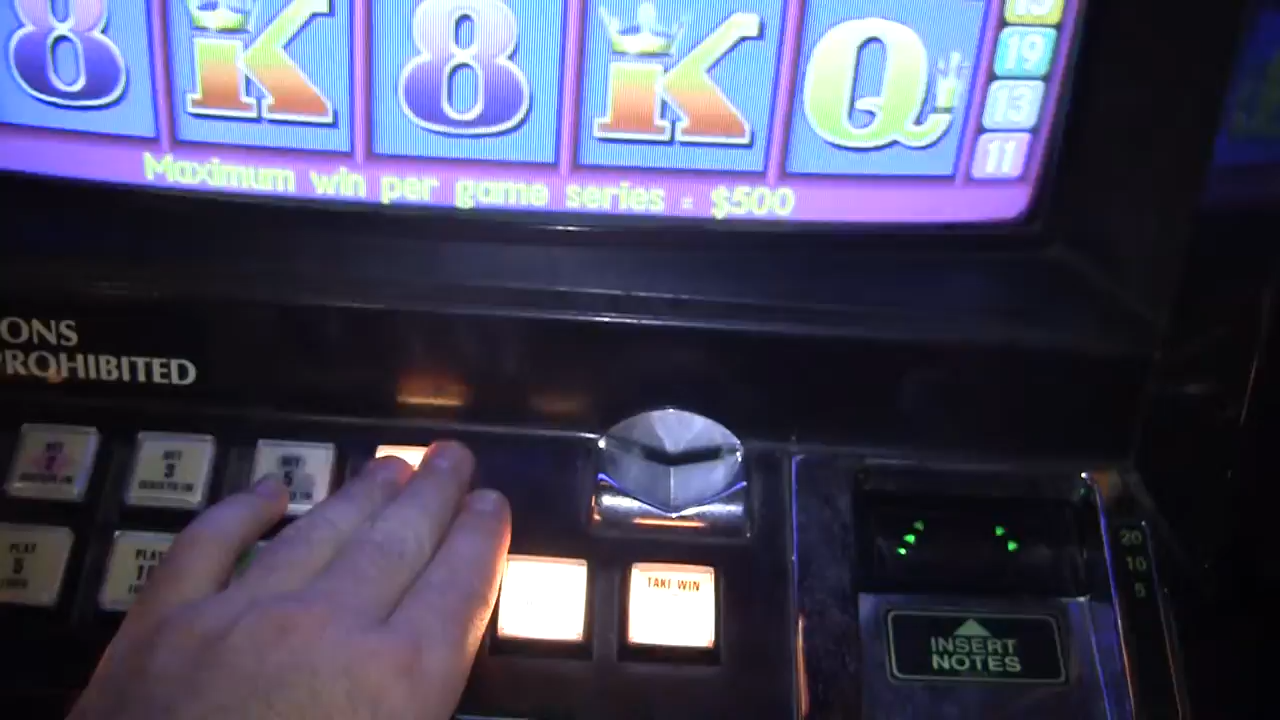 8 K 8 K Q
19
13
11
Maximum win per game series = $500
ONS
PROHIBITED
BET
3
BET
5
PLAY
5
PLAY
TAKE WIN
20
10
5
INSERT
NOTES